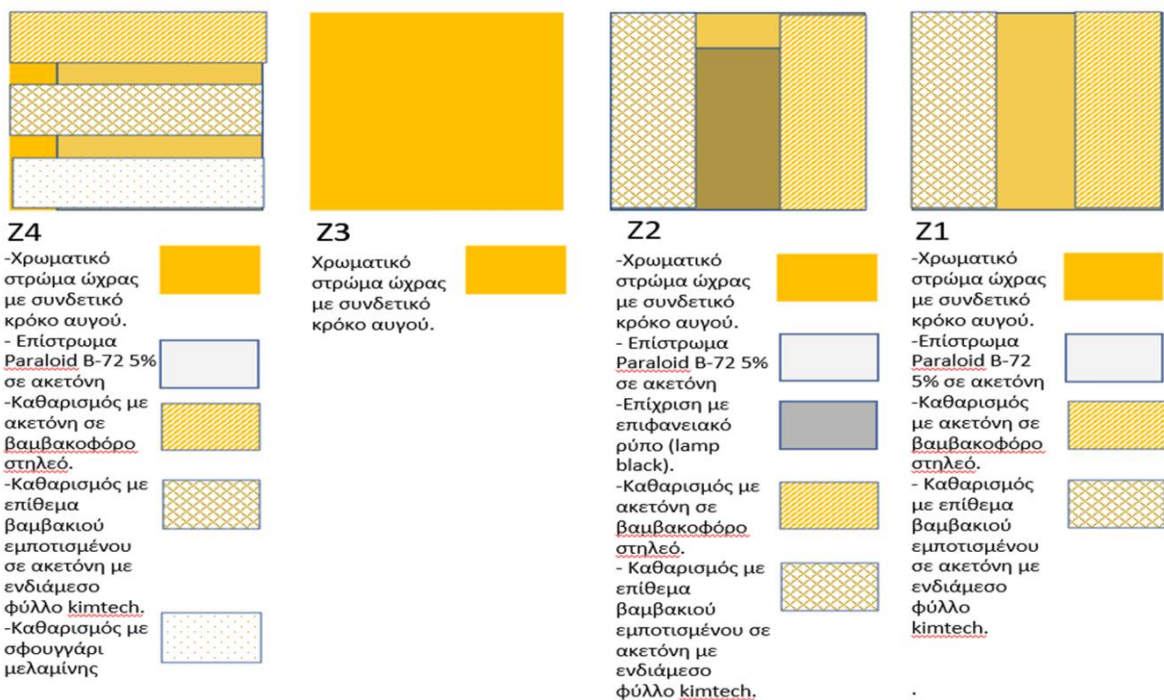 Z4
-Χρωματικό
στρώμα ώχρας
με συνδετικό
κρόκο αυγού.
- Επίστρωμα
Paraloid B-72 5%
σε ακετόνη
-Καθαρισμός με
ακετόνη σε
βαμβακοφόρο
στηλεό.
-Καθαρισμός με
επίθεμα
βαμβακιού
εμποτισμένου
σε ακετόνη με
ενδιάμεσο
φύλλο kimtech.
-Καθαρισμός με
σφουγγάρι
μελαμίνης
Z3
Χρωματικό
στρώμα ώχρας
με συνδετικό
κρόκο αυγού.
Z2
-Χρωματικό
στρώμα ώχρας
με συνδετικό
κρόκο αυγού.
- Επίστρωμα
Paraloid B-72 5%
σε ακετόνη
-Επίχριση με
επιφανειακό
ρύπο (lamp
black).
-Καθαρισμός με
ακετόνη σε
βαμβακοφόρο
στηλεό.
- Καθαρισμός με
επίθεμα
βαμβακιού
εμποτισμένου σε
ακετόνη με
ενδιάμεσο
φύλλο kimtech.
Z1
-Χρωματικό
στρώμα ώχρας
με συνδετικό
κρόκο αυγού.
-Επίστρωμα
Paraloid B-72
5% σε ακετόνη
-Καθαρισμός
με ακετόνη σε
βαμβακοφόρο
στηλεό.
- Καθαρισμός
με επίθεμα
βαμβακιού
εμποτισμένου
σε ακετόνη με
ενδιάμεσο
φύλλο
kimtech.
.